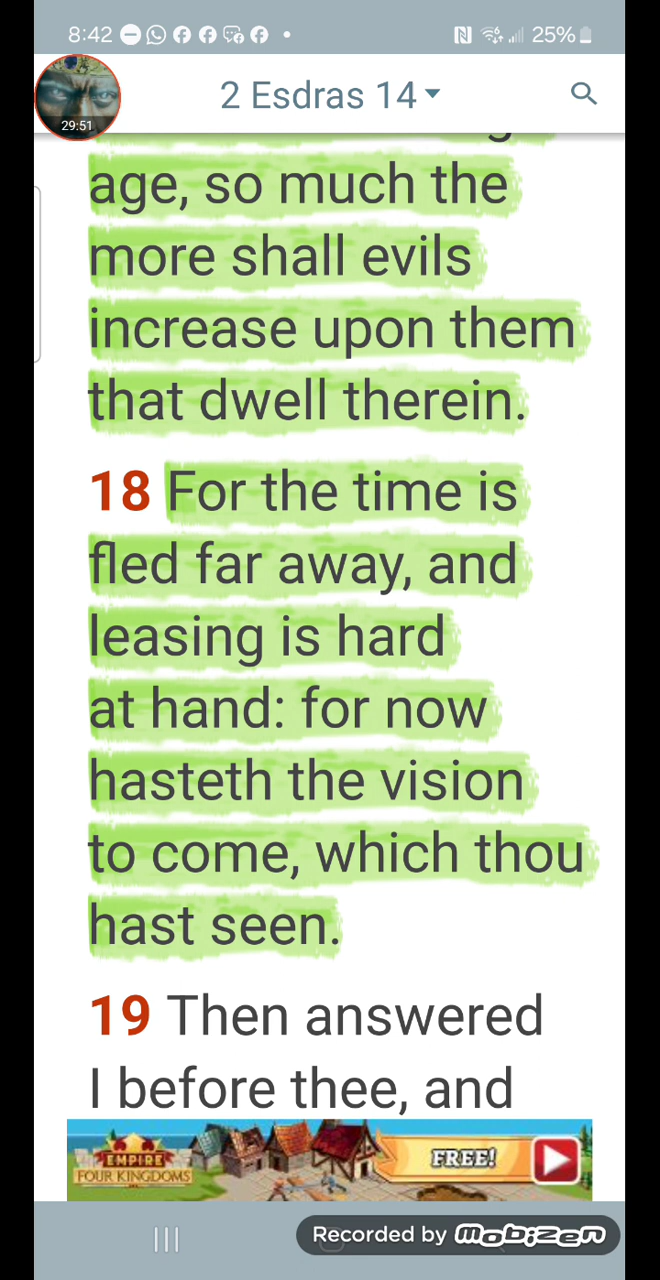 8:42
25%
29:51
2 Esdras 14
age, so much the
more shall evils
increase upon them
that dwell therein.
18 For the time is
fled far away, and
leasing is hard
at hand: for now
hasteth the vision
to come, which thou
hast seen.
19 Then answered
I before thee, and
EMPIRE
FOUR KINGDOMS
FREE!
Recorded by mobizen